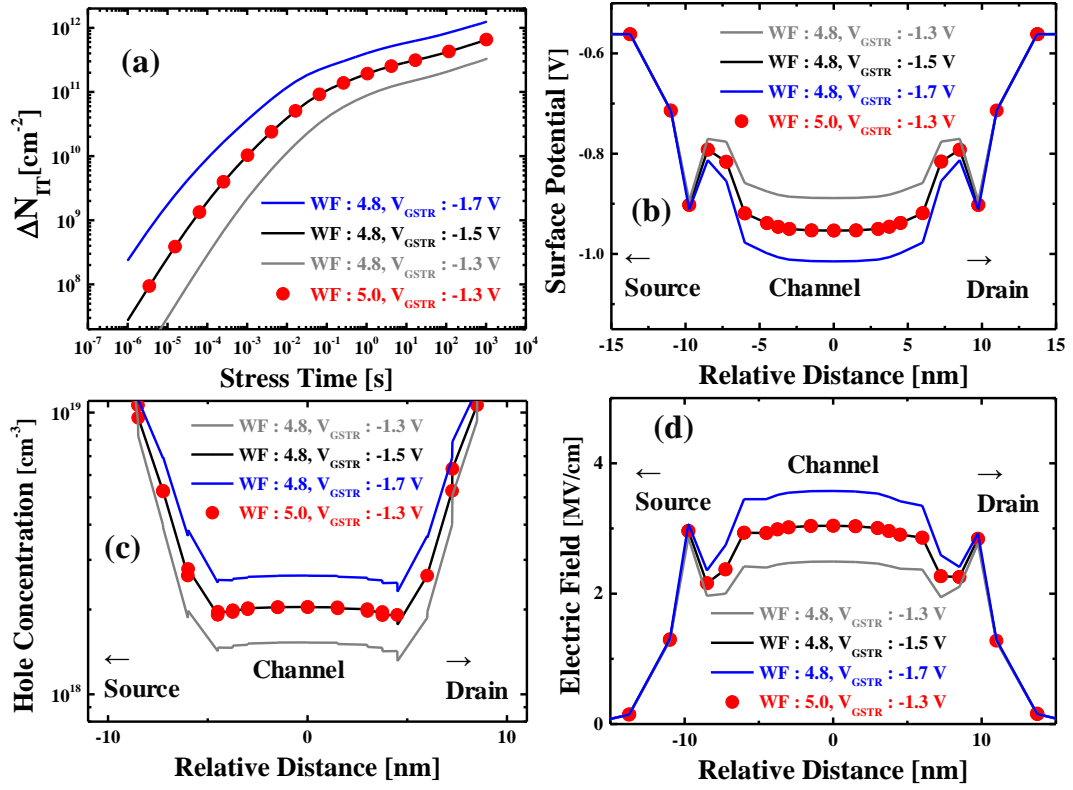 (a)
10^12
10^11
10^10
10^9
10^8
ΔN_IT[cm^-2]
WF : 4.8, V_GSTR : -1.7 V
WF : 4.8, V_GSTR : -1.5 V
WF : 4.8, V_GSTR : -1.3 V
WF : 5.0, V_GSTR : -1.3 V
10^-7 10^-6 10^-5 10^-4 10^-3 10^-2 10^-1 10^0 10^1 10^2 10^3 10^4
Stress Time [s]
-0.6
-0.8
-1.0
Surface Potential [V]
WF : 4.8, V_GSTR : -1.3 V
WF : 4.8, V_GSTR : -1.5 V
WF : 4.8, V_GSTR : -1.7 V
WF : 5.0, V_GSTR : -1.3 V
(b)
← →
Source Channel Drain
-15 -10 -5 0 5 10 15
Relative Distance [nm]
10^19
10^18
Hole Concentration [cm^-3]
WF : 4.8, V_GSTR : -1.3 V
WF : 4.8, V_GSTR : -1.5 V
WF : 4.8, V_GSTR : -1.7 V
WF : 5.0, V_GSTR : -1.3 V
(c)
← Channel →
Source Drain
-10 0 10
Relative Distance [nm]
(d)
4
2
0
Electric Field [MV/cm]
Channel
← →
Source Drain
WF : 4.8, V_GSTR : -1.3 V
WF : 4.8, V_GSTR : -1.5 V
WF : 4.8, V_GSTR : -1.7 V
WF : 5.0, V_GSTR : -1.3 V
-15 -10 -5 0 5 10 15
Relative Distance [nm]